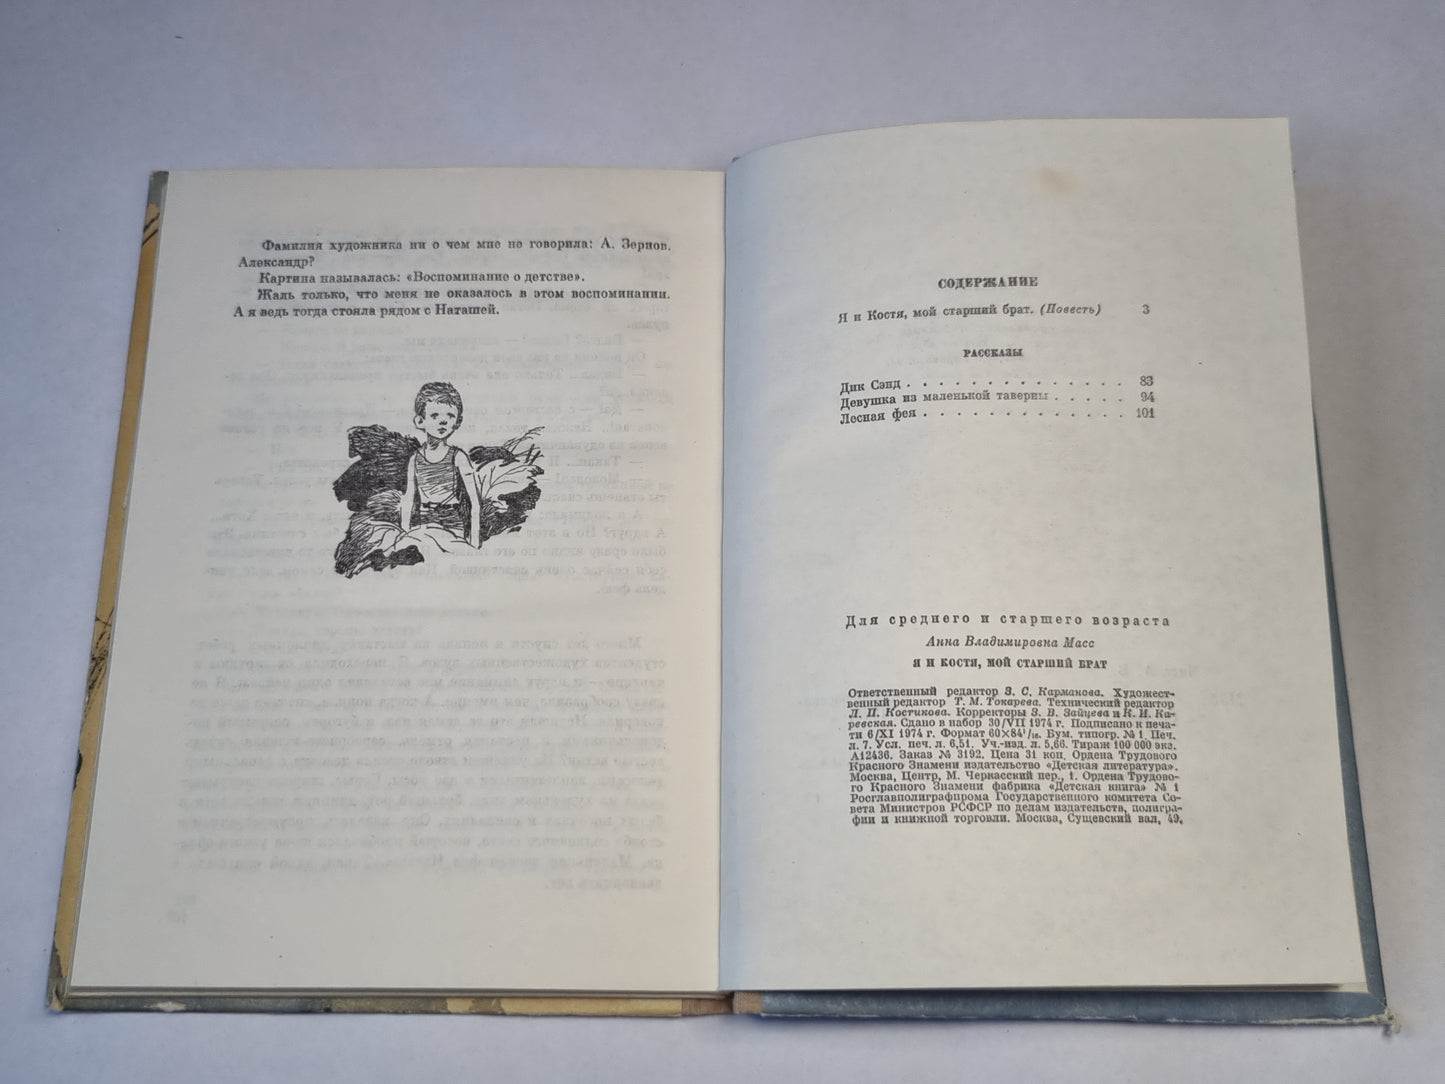 Фамилия художника ни о чем мне не говорила: А. Зернов.
Александр?
Картина называлась: «Воспоминание о детстве».
Жаль только, что меня не оказалось в этом воспоминании.
А я ведь тогда стояла рядом с Наташей.
СОДЕРЖАНИЕ
Я и Костя, мой старший брат. (Повесть) 3
РАССКАЗЫ
Дик Сэнд . . . . . . . . . . . . . . 83
Девушка из маленькой таверны . . . . . 94
Лесная фея . . . . . . . . . . . . . 101
Для среднего и старшего возраста
Анна Владимировна Масс
Я И КОСТЯ, МОЙ СТАРШИЙ БРАТ
Ответственный редактор З. С. Карманова. Художест-
венный редактор Т. М. Токарева. Технический редактор
Л. П. Костикова. Корректоры З. В. Зайцева и К. И. Ка-
ревская. Сдано в набор 30/VII 1974 г. Подписано к печа-
ти 6/XI 1974 г. Формат 60×84¹/₁₆. Бум. типогр. № 1. Печ.
л. 7. Усл. печ. л. 6,51. Уч.-изд. л. 5,66. Тираж 100 000 экз.
А12436. Заказ № 3192. Цена 31 коп. Ордена Трудового
Красного Знамени издательство «Детская литература».
Москва, Центр, М. Черкасский пер., 1. Ордена Трудово-
го Красного Знамени фабрика «Детская книга» № 1
Росглавполиграфпрома Государственного комитета Со-
вета Министров РСФСР по делам издательств, полигра-
фии и книжной торговли. Москва, Сущевский вал, 49.